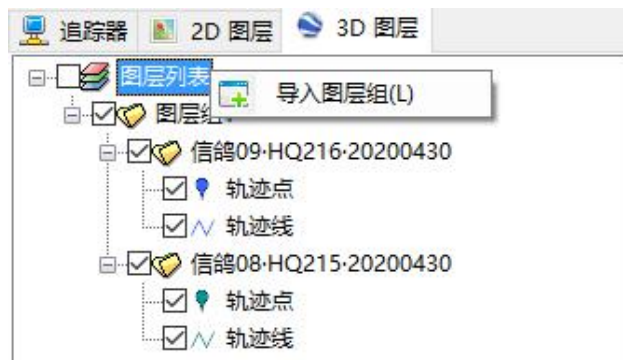 追踪器 2D 图层 3D 图层
图层列表
导入图层组(L)
图层组
信鸽09·HQ216·20200430
轨迹点
轨迹线
信鸽08·HQ215·20200430
轨迹点
轨迹线